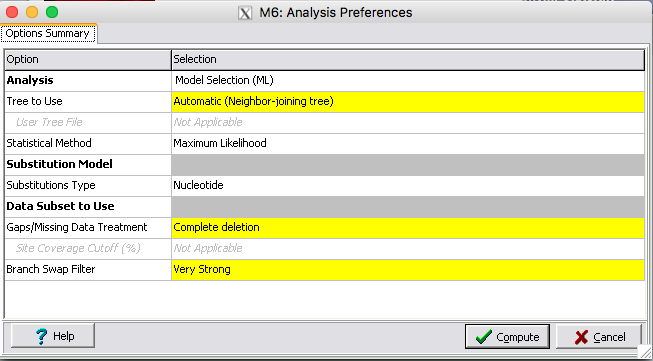 M6: Analysis Preferences
Options Summary
Option Selection
Analysis Model Selection (ML)
Tree to Use Automatic (Neighbor-joining tree)
User Tree File Not Applicable
Statistical Method Maximum Likelihood
Substitution Model
Substitutions Type Nucleotide
Data Subset to Use
Gaps/Missing Data Treatment Complete deletion
Site Coverage Cutoff (%) Not Applicable
Branch Swap Filter Very Strong
? Help Compute Cancel